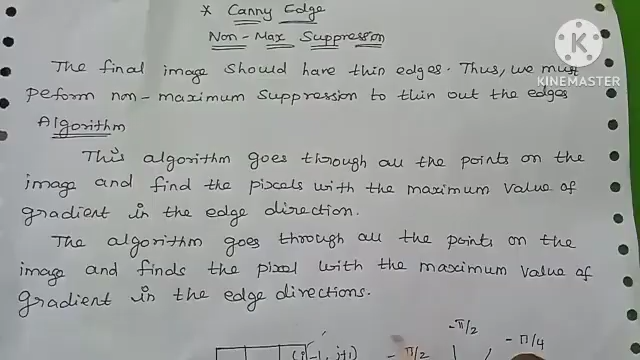 * Canny Edge
Non - Max Suppression
The final image should have thin edges. Thus, we must
Peform non-maximum suppression to thin out the edges
Algorithm
This algorithm goes through all the points on the
image and find the pixels with the maximum value of
gradient in the edge direction.
The algorithm goes through all the points on the
image and finds the pixel with the maximum value of
gradient in the edge directions.
-π/2
(i-1, j+1) - π/2 - π/4
K
KINEMASTER